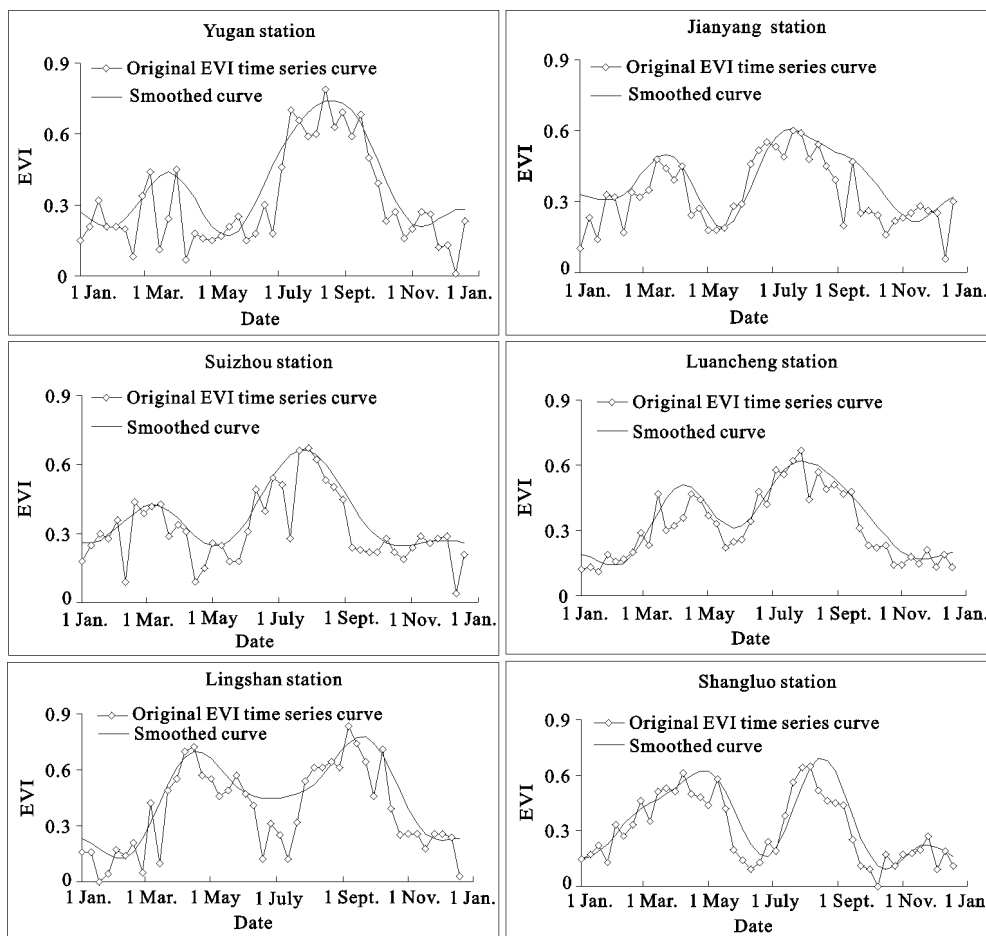 Yugan station
0.9
Original EVI time series curve
Smoothed curve
0.6
EVI
0.3
0
1 Jan. 1 Mar. 1 May 1 July 1 Sept. 1 Nov. 1 Jan.
Date
Jianyang station
0.9
Original EVI time series curve
Smoothed curve
0.6
EVI
0.3
0
1 Jan. 1 Mar. 1 May 1 July 1 Sept. 1 Nov. 1 Jan.
Date
Suizhou station
0.9
Original EVI time series curve
Smoothed curve
0.6
EVI
0.3
0
1 Jan. 1 Mar. 1 May 1 July 1 Sept. 1 Nov. 1 Jan.
Date
Luancheng station
0.9
Original EVI time series curve
Smoothed curve
0.6
EVI
0.3
0
1 Jan. 1 Mar. 1 May 1 July 1 Sept. 1 Nov. 1 Jan.
Date
Lingshan station
0.9
Original EVI time series curve
Smoothed curve
0.6
EVI
0.3
0
1 Jan. 1 Mar. 1 May 1 July 1 Sept. 1 Nov. 1 Jan.
Date
Shangluo station
0.9
Original EVI time series curve
Smoothed curve
0.6
EVI
0.3
0
1 Jan. 1 Mar. 1 May 1 July 1 Sept. 1 Nov. 1 Jan.
Date